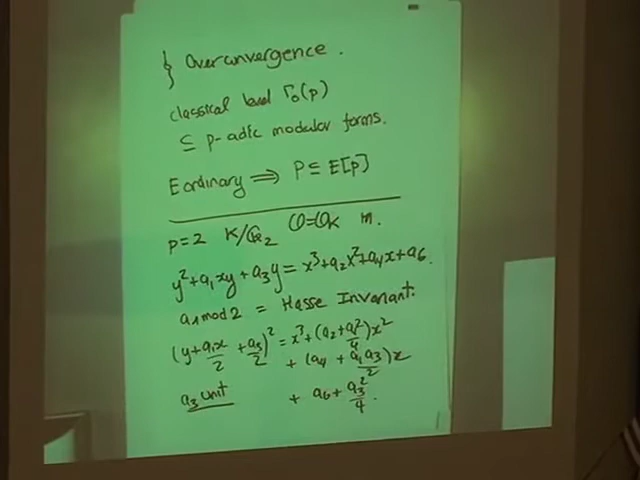 } Overconvergence.
classical level Γ₀(p)
⊆ p-adic modular forms.
E ordinary ⟹ P ⊆ E[p]
p=2 K/Q₂ O=O_K m.
y²+a₁xy+a₃y = x³+a₂x²+a₄x+a₆.
a₁ mod 2 = Hasse Invariant.
(y+a₁x/2+a₃/2)² = x³+(a₂+a₁²/4)x²
+(a₄+a₁a₃/2)x
a₃ unit + a₆+a₃²/4.